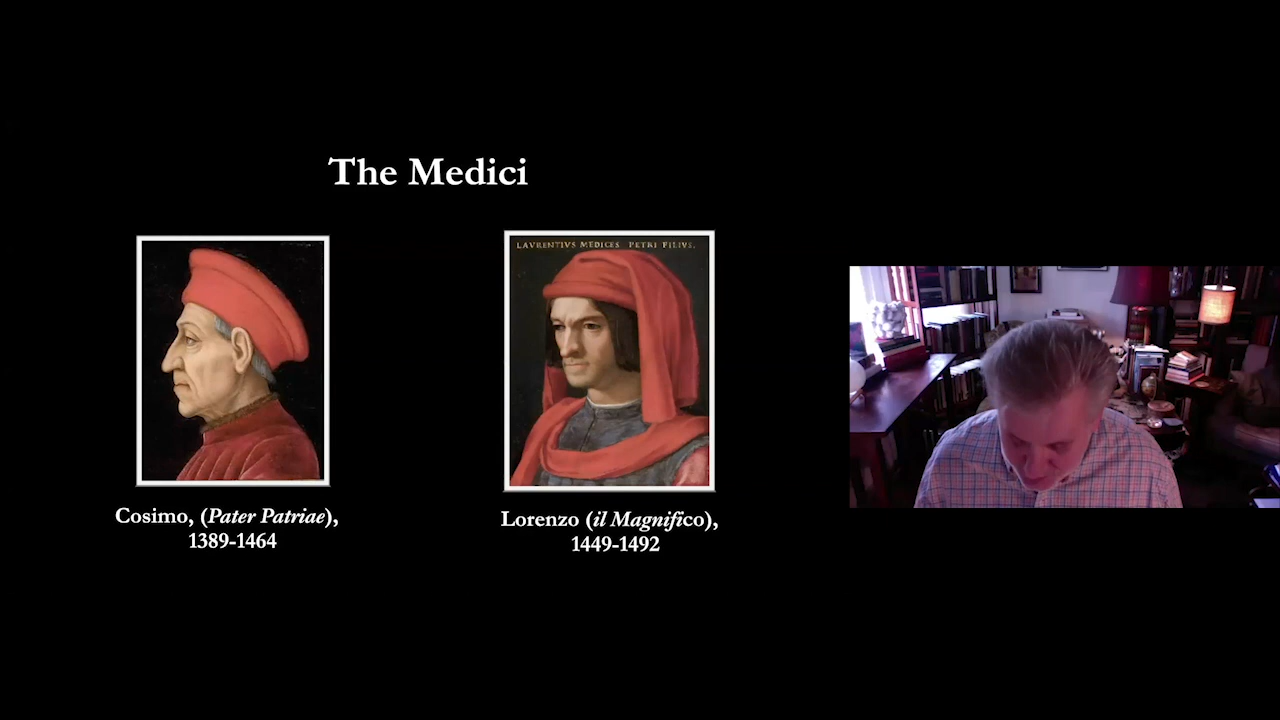 The Medici
LAVRENTIVS MEDICES PETRI FILIVS.
Cosimo, (Pater Patriae),
1389-1464
Lorenzo (il Magnifico),
1449-1492